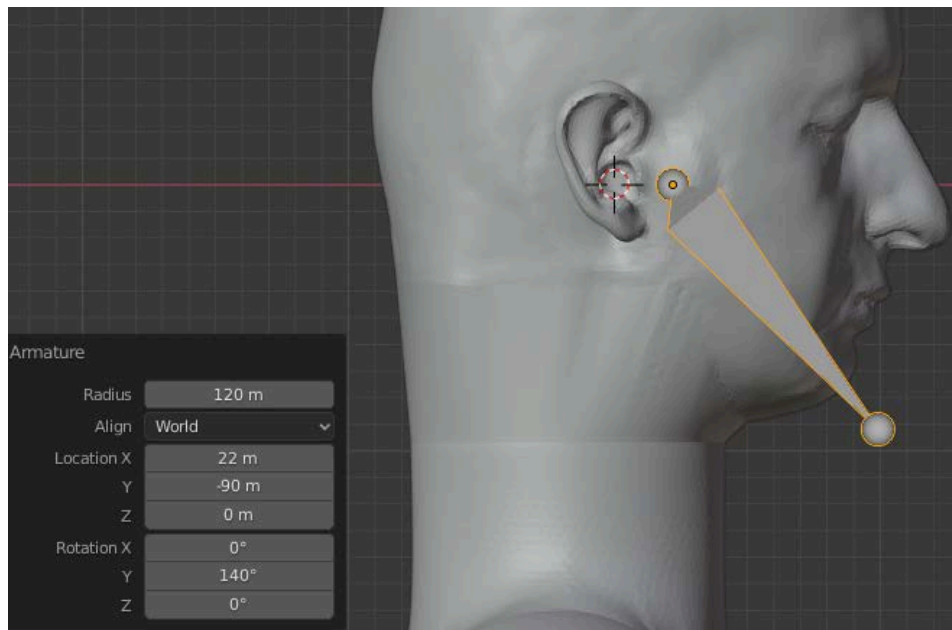 Armature
Radius 120 m
Align World
Location X 22 m
Y -90 m
Z 0 m
Rotation X 0°
Y 140°
Z 0°